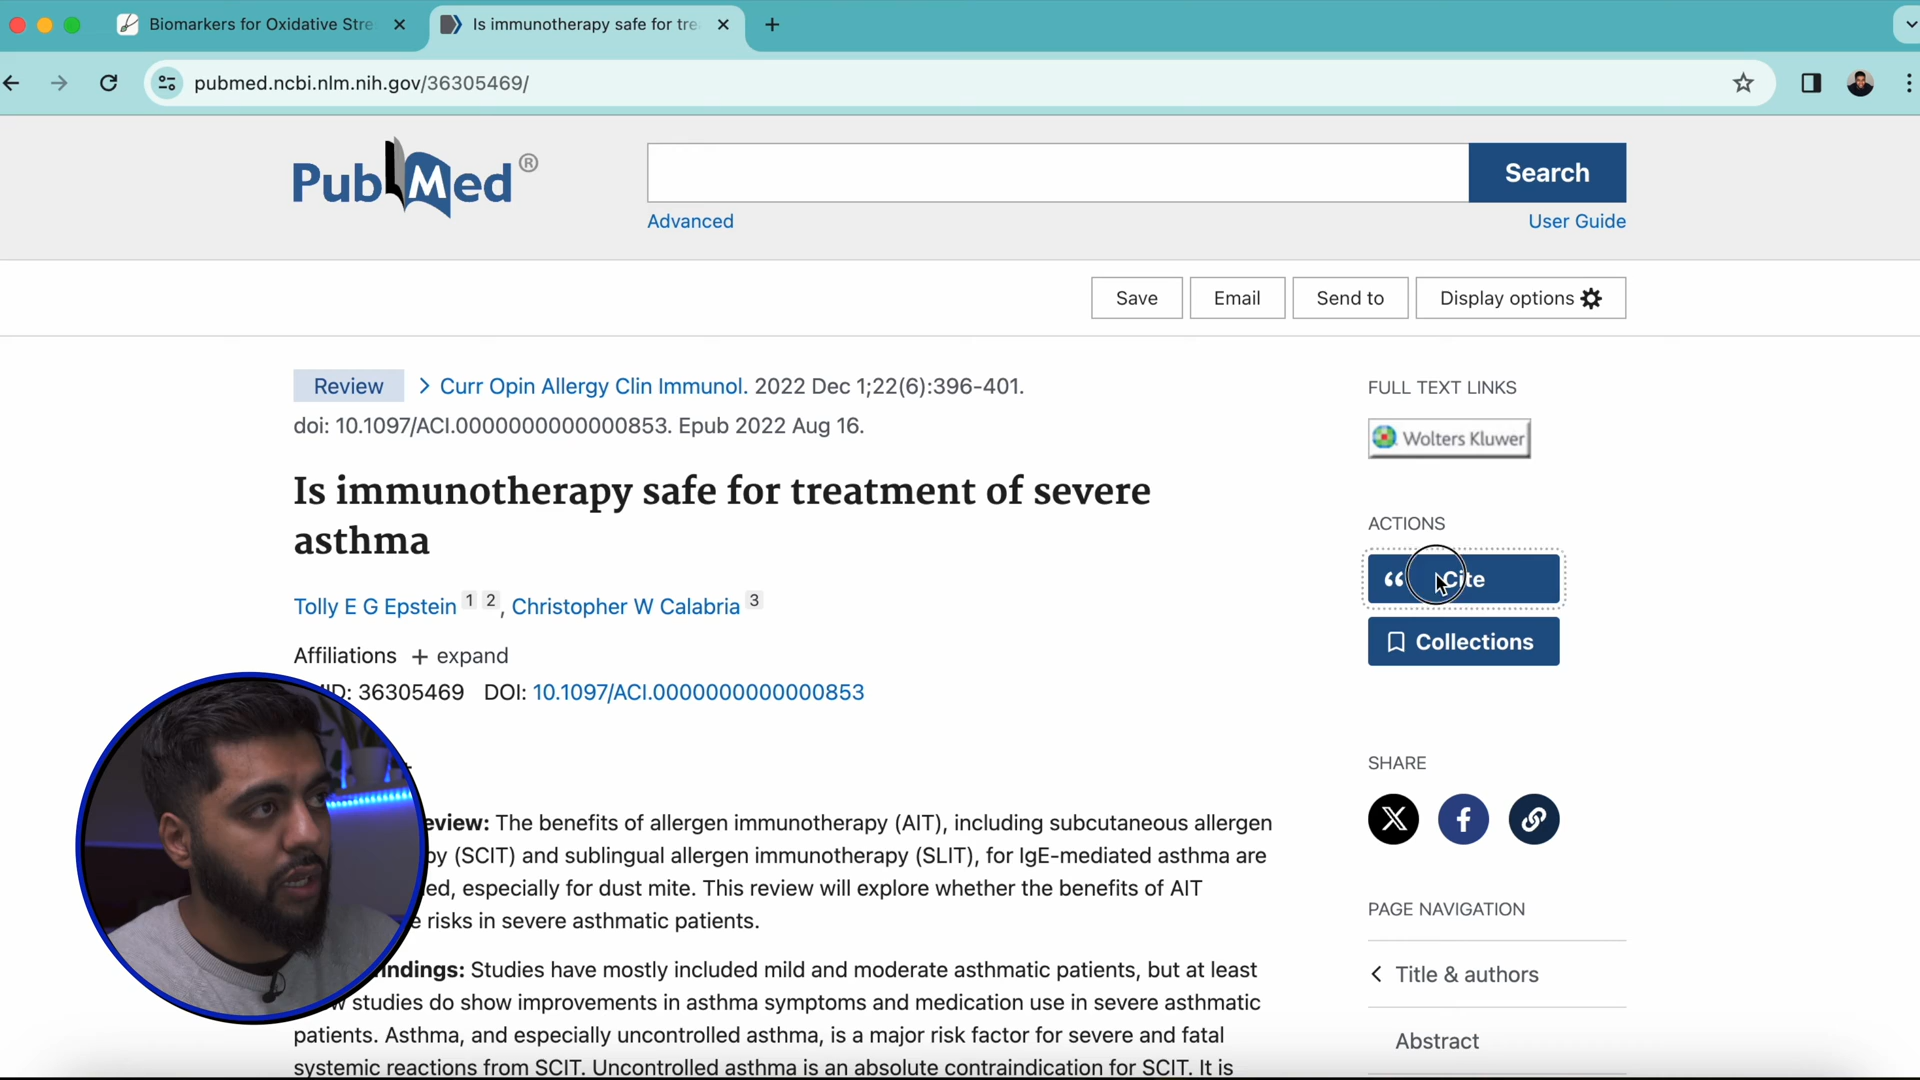 Biomarkers for Oxidative Stre
Is immunotherapy safe for tre
pubmed.ncbi.nlm.nih.gov/36305469/
PubMed®
Search
Advanced
User Guide
Save
Email
Send to
Display options
Review
Curr Opin Allergy Clin Immunol. 2022 Dec 1;22(6):396-401.
doi: 10.1097/ACI.0000000000000853. Epub 2022 Aug 16.
Is immunotherapy safe for treatment of severe
asthma
Tolly E G Epstein 1 2, Christopher W Calabria 3
Affiliations + expand
ID: 36305469 DOI: 10.1097/ACI.0000000000000853
eview: The benefits of allergen immunotherapy (AIT), including subcutaneous allergen
py (SCIT) and sublingual allergen immunotherapy (SLIT), for IgE-mediated asthma are
ed, especially for dust mite. This review will explore whether the benefits of AIT
e risks in severe asthmatic patients.
indings: Studies have mostly included mild and moderate asthmatic patients, but at least
w studies do show improvements in asthma symptoms and medication use in severe asthmatic
patients. Asthma, and especially uncontrolled asthma, is a major risk factor for severe and fatal
systemic reactions from SCIT. Uncontrolled asthma is an absolute contraindication for SCIT. It is
FULL TEXT LINKS
Wolters Kluwer
ACTIONS
Cite
Collections
SHARE
PAGE NAVIGATION
Title & authors
Abstract